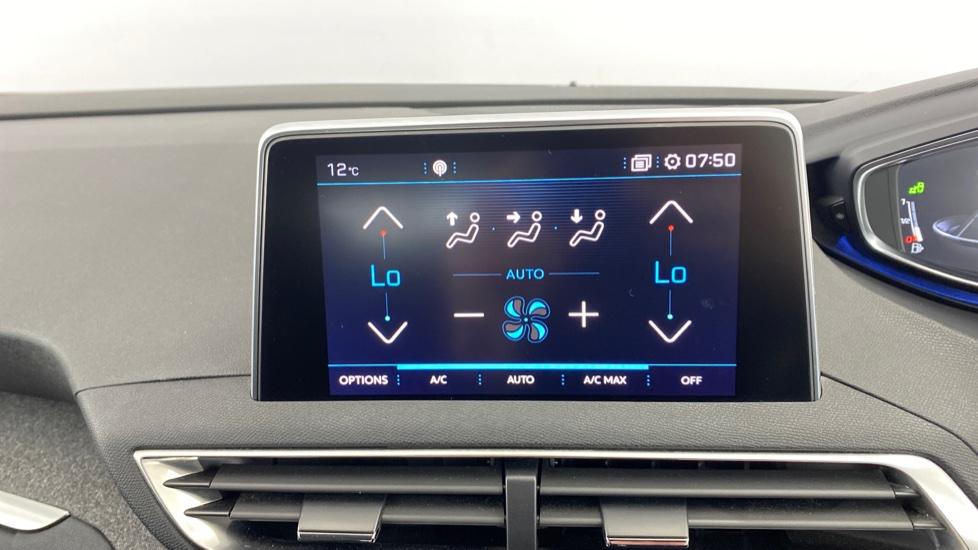 12°C 07:50
Lo Lo
AUTO
OPTIONS A/C AUTO A/C MAX OFF